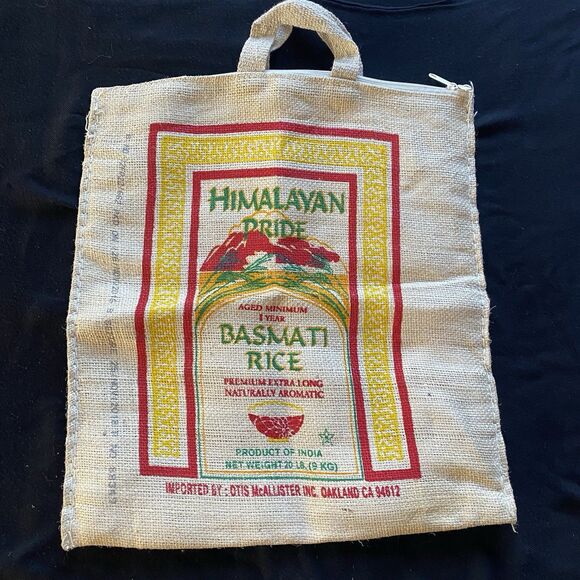 HIMALAYAN
PRIDE
AGED MINIMUM
1 YEAR
BASMATI
RICE
PREMIUM EXTRA LONG
NATURALLY AROMATIC
PRODUCT OF INDIA
NET WEIGHT 20 LB. (9 KG)
IMPORTED BY : OTIS McALLISTER INC. OAKLAND CA 94612